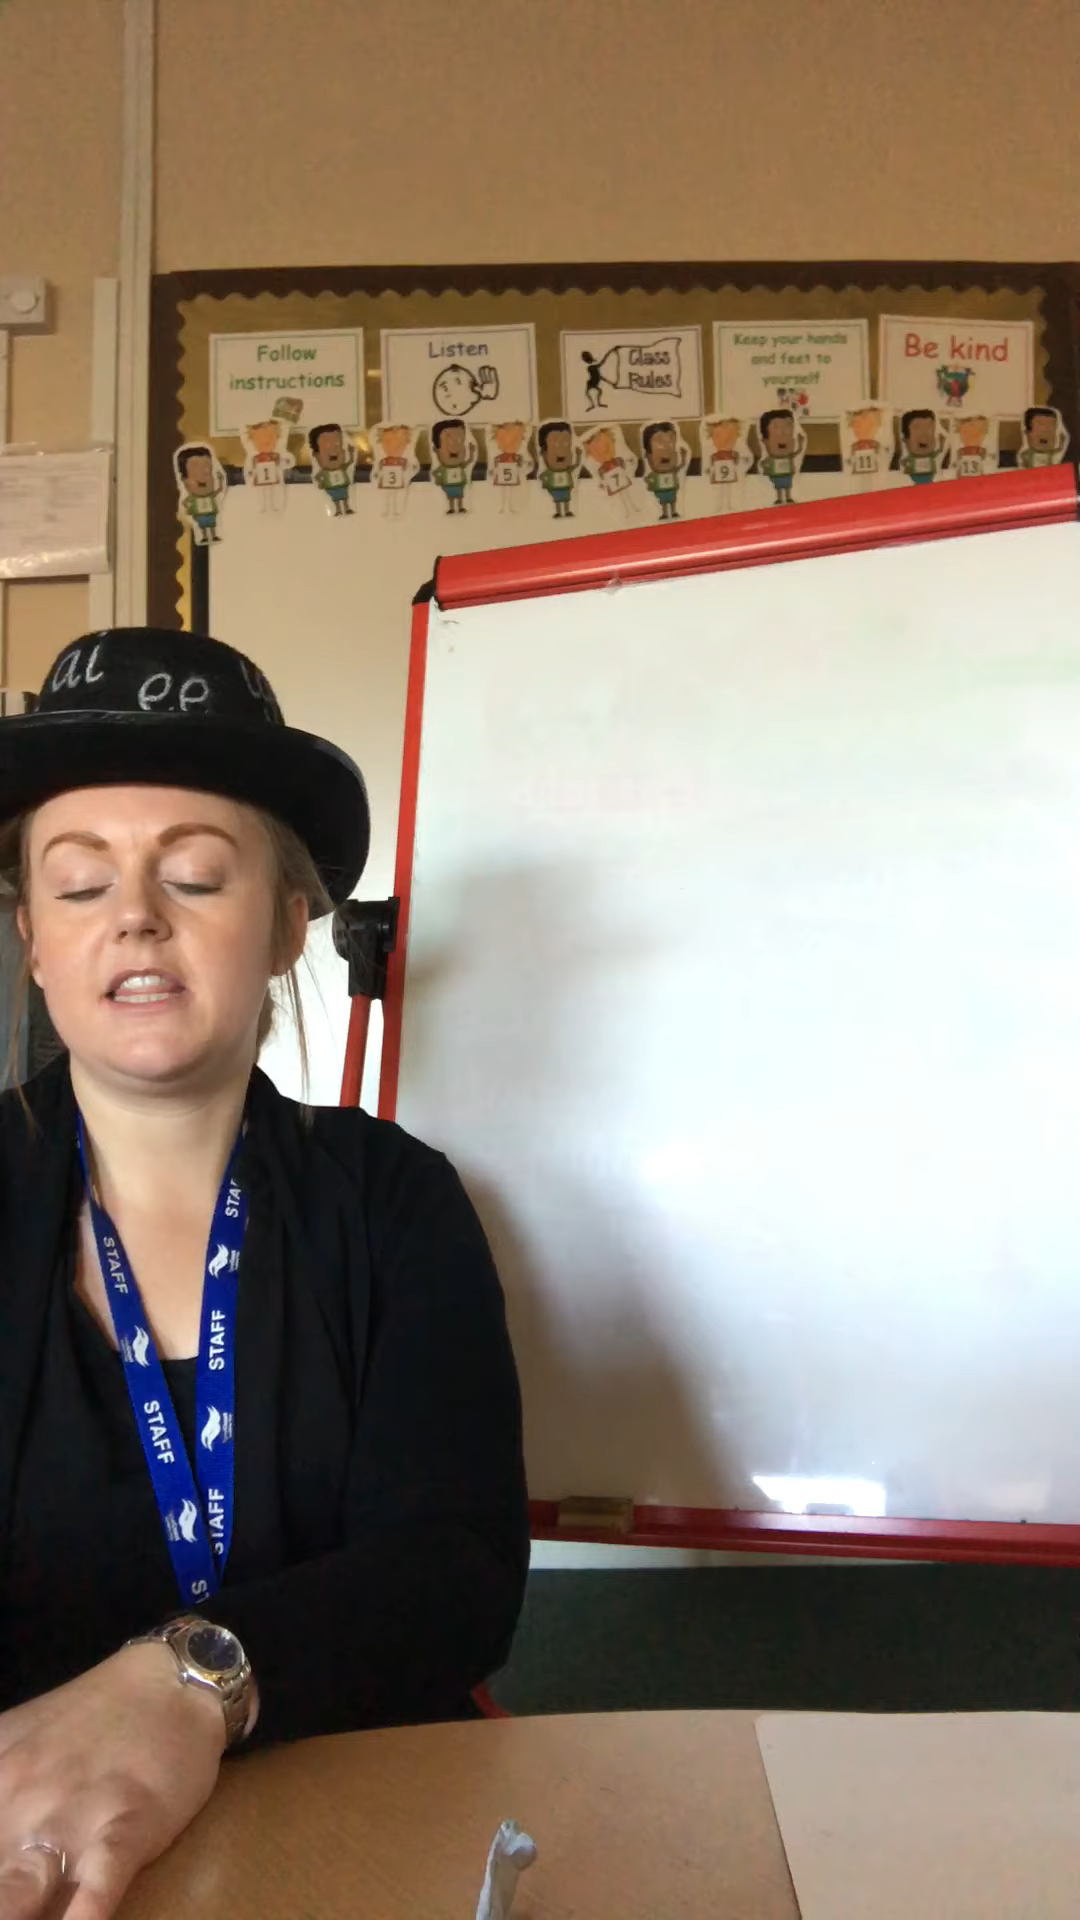 Follow
instructions
Listen
Class
Rules
Keep your hands
and feet to
yourself
Be kind
1
3
5
7
9
11
13
ai
ee
STAFF
STAFF
STAFF
STAFF